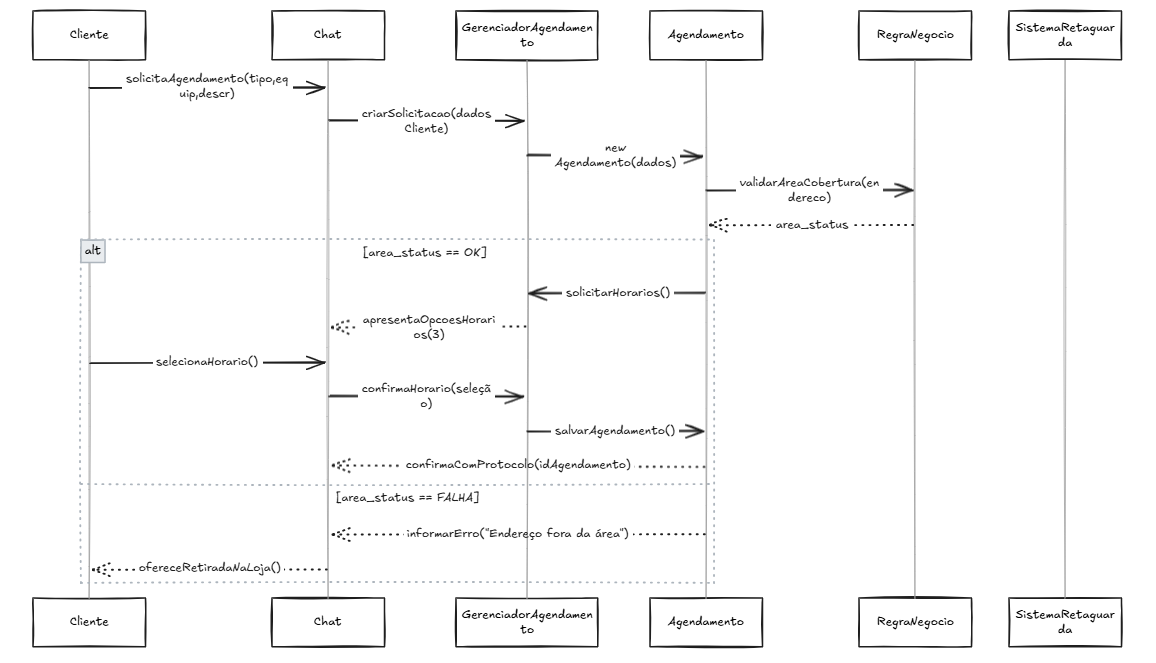 Cliente
Chat
GerenciadorAgendamen
to
Agendamento
RegraNegocio
SistemaRetaguar
da
solicitaAgendamento(tipo,eq
uip,descr)
criarSolicitacao(dados
Cliente)
new
Agendamento(dados)
validarAreaCobertura(en
dereco)
area_status
alt
[area_status == OK]
solicitarHorarios()
apresentaOpcoesHorari
os(3)
selecionaHorario()
confirmaHorario(seleçã
o)
salvarAgendamento()
confirmaComProtocolo(idAgendamento)
[area_status == FALHA]
informarErro("Endereço fora da área")
ofereceRetiradaNaLoja()
Cliente
Chat
GerenciadorAgendamen
to
Agendamento
RegraNegocio
SistemaRetaguar
da